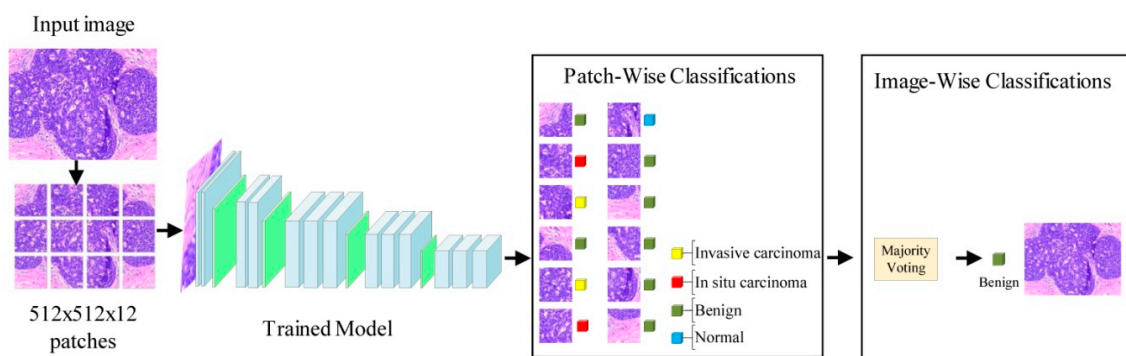 Input image
512x512x12
patches
Trained Model
Patch-Wise Classifications
Invasive carcinoma
In situ carcinoma
Benign
Normal
Image-Wise Classifications
Majority
Voting
Benign